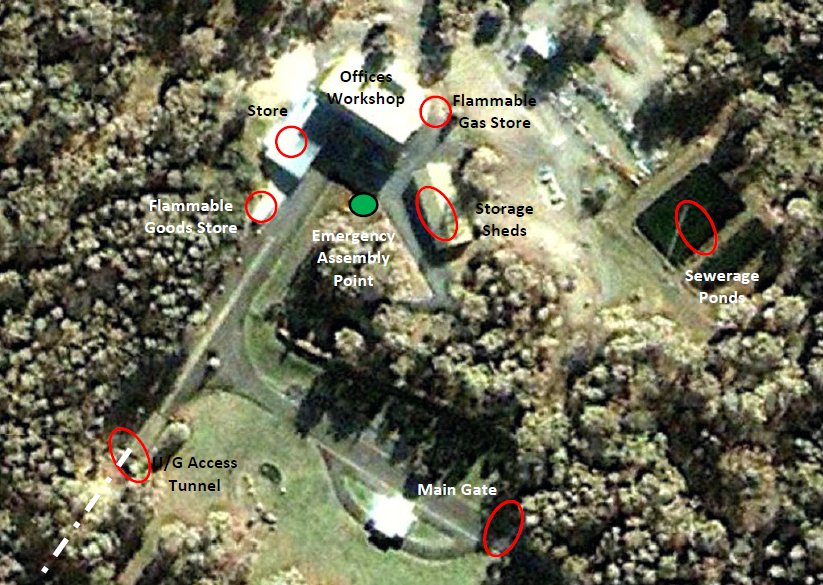 Offices
Workshop
Store
Flammable
Gas Store
Flammable
Goods Store
Storage
Sheds
Emergency
Assembly
Point
Sewerage
Ponds
U/G Access
Tunnel
Main Gate